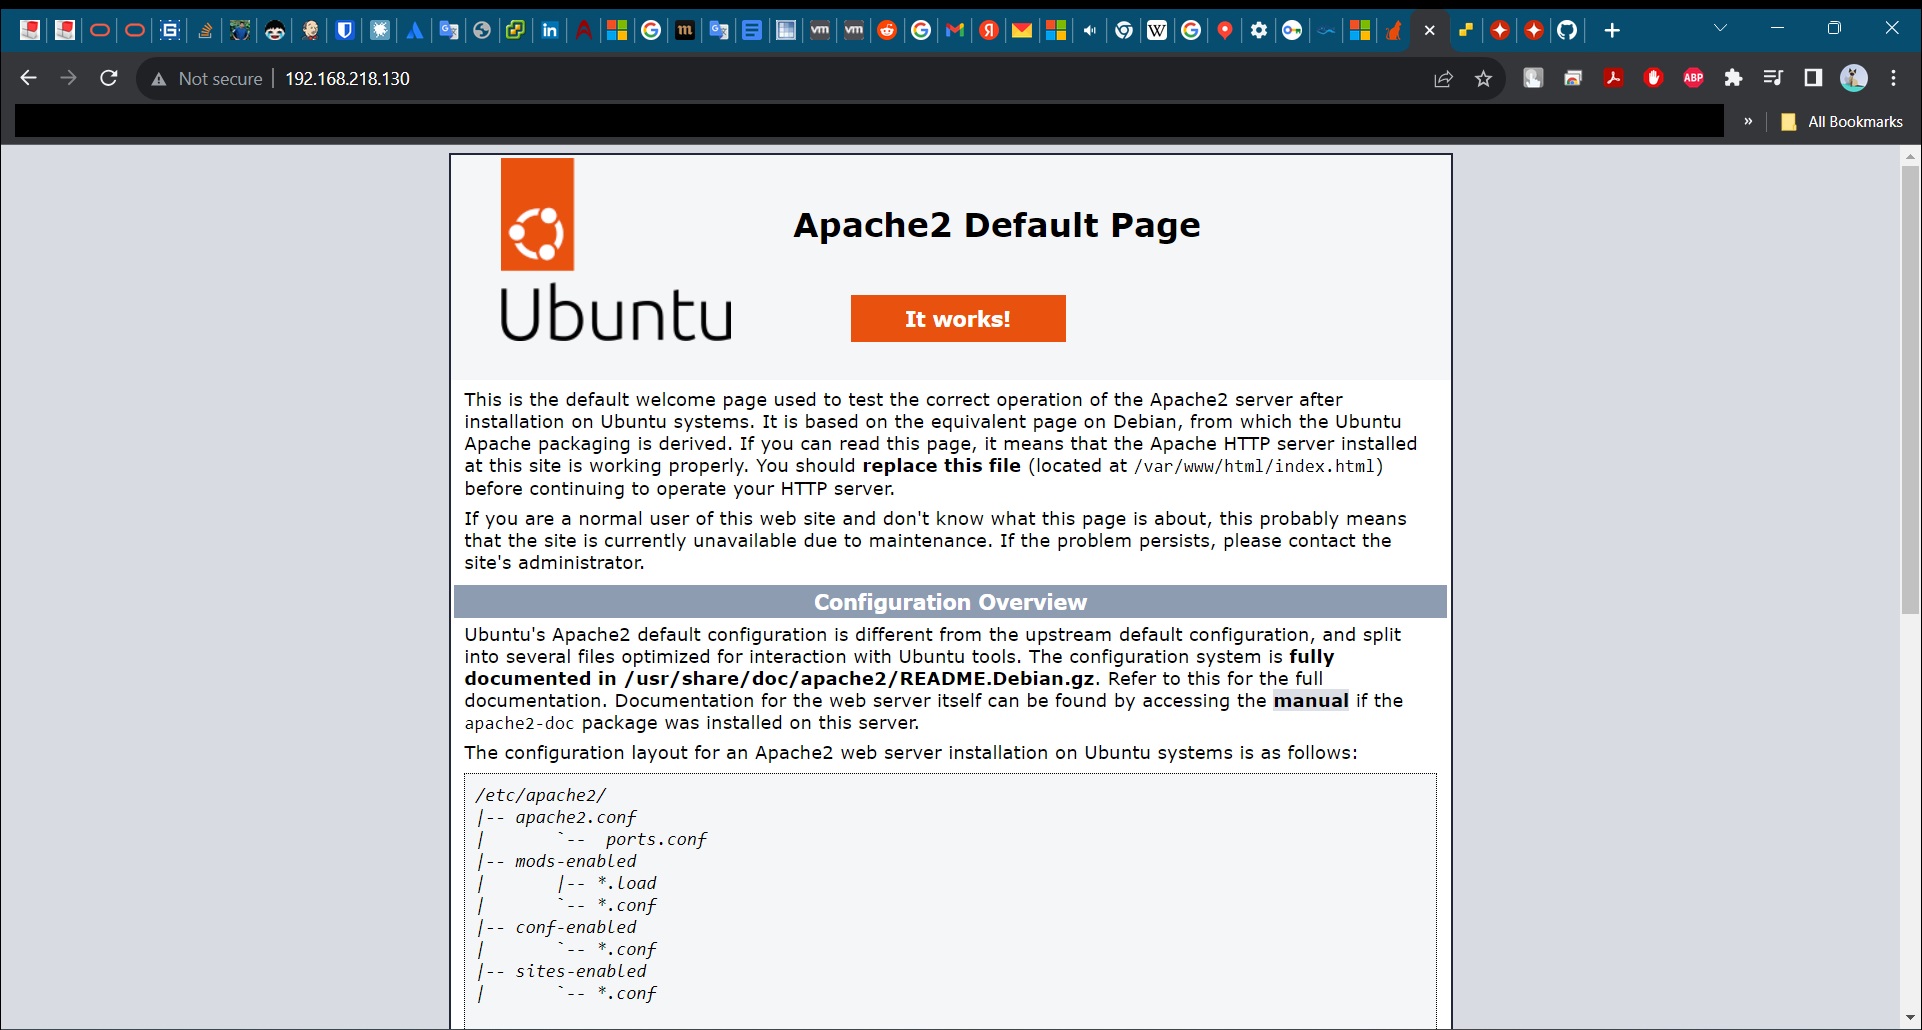 Not secure
192.168.218.130
ABP
All Bookmarks
Apache2 Default Page
Ubuntu
It works!
This is the default welcome page used to test the correct operation of the Apache2 server after
installation on Ubuntu systems. It is based on the equivalent page on Debian, from which the Ubuntu
Apache packaging is derived. If you can read this page, it means that the Apache HTTP server installed
at this site is working properly. You should replace this file (located at /var/www/html/index.html)
before continuing to operate your HTTP server.
If you are a normal user of this web site and don't know what this page is about, this probably means
that the site is currently unavailable due to maintenance. If the problem persists, please contact the
site's administrator.
Configuration Overview
Ubuntu's Apache2 default configuration is different from the upstream default configuration, and split
into several files optimized for interaction with Ubuntu tools. The configuration system is fully
documented in /usr/share/doc/apache2/README.Debian.gz. Refer to this for the full
documentation. Documentation for the web server itself can be found by accessing the manual if the
apache2-doc package was installed on this server.
The configuration layout for an Apache2 web server installation on Ubuntu systems is as follows:
/etc/apache2/
|-- apache2.conf
|       `--  ports.conf
|-- mods-enabled
|       |-- *.load
|       `-- *.conf
|-- conf-enabled
|       `-- *.conf
|-- sites-enabled
|       `-- *.conf